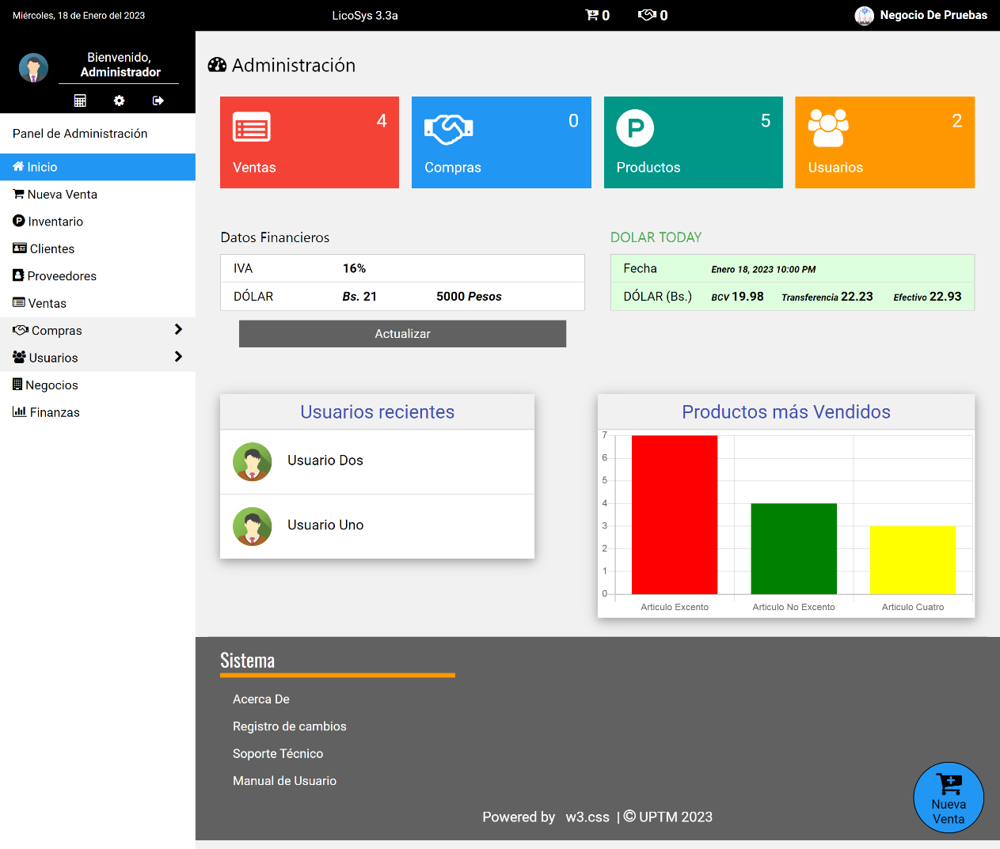 Miércoles, 18 de Enero del 2023
LicoSys 3.3a
0
0
Negocio De Pruebas
Bienvenido,
Administrador
Panel de Administración
Inicio
Nueva Venta
Inventario
Clientes
Proveedores
Ventas
Compras
Usuarios
Negocios
Finanzas
Administración
4
Ventas
0
Compras
P
5
Productos
2
Usuarios
Datos Financieros
IVA 16%
DÓLAR Bs. 21 5000 Pesos
Actualizar
DOLAR TODAY
Fecha Enero 18, 2023 10:00 PM
DÓLAR (Bs.) BCV 19.98 Transferencia 22.23 Efectivo 22.93
Usuarios recientes
Usuario Dos
Usuario Uno
Productos más Vendidos
7
6
5
4
3
2
1
0
Articulo Excento Articulo No Excento Articulo Cuatro
Sistema
Acerca De
Registro de cambios
Soporte Técnico
Manual de Usuario
Nueva
Venta
Powered by w3.css | © UPTM 2023